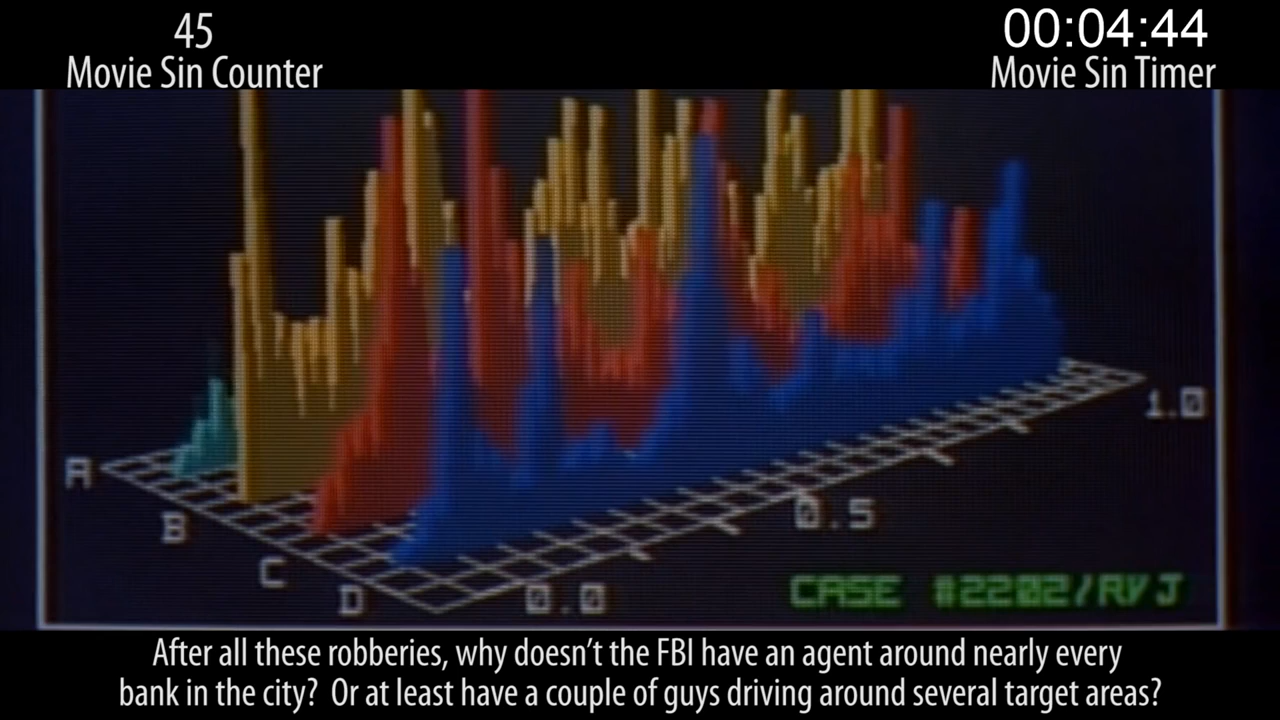 45
Movie Sin Counter
00:04:44
Movie Sin Timer
A
B
C
D
0.0
0.5
1.0
CASE #2202/RVJ
After all these robberies, why doesn't the FBI have an agent around nearly every
bank in the city?  Or at least have a couple of guys driving around several target areas?